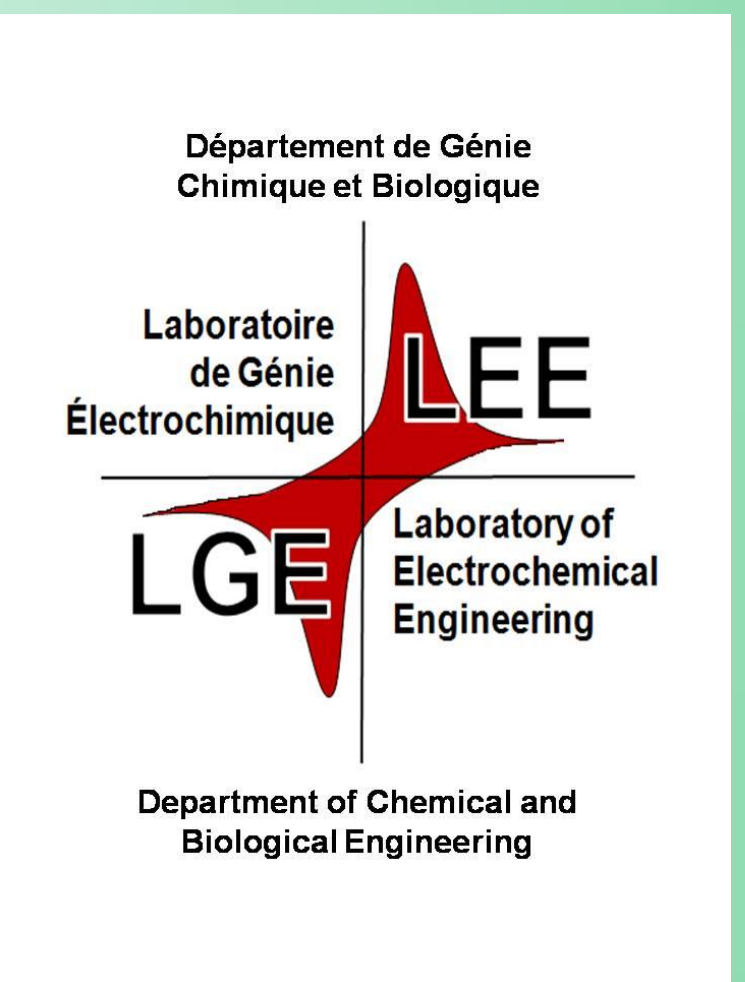 Département de Génie
Chimique et Biologique
Laboratoire
de Génie
Électrochimique
LEE
LGE
Laboratory of
Electrochemical
Engineering
Department of Chemical and
Biological Engineering